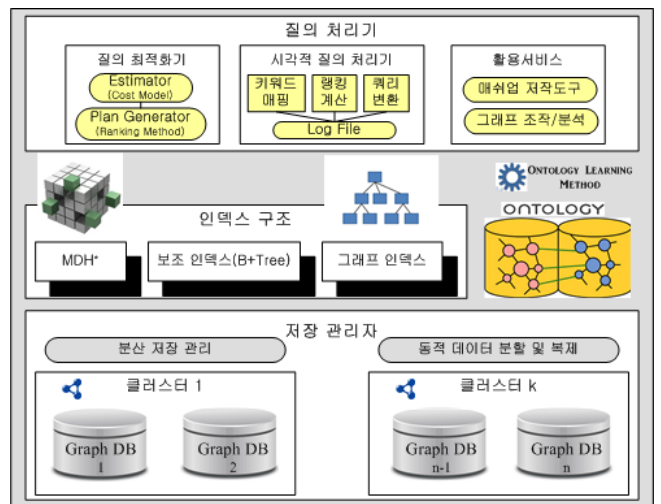 질의 처리기
질의 최적화기
Estimator
(Cost Model)
Plan Generator
(Ranking Method)
시각적 질의 처리기
키워드
매핑
랭킹
계산
쿼리
변환
Log File
활용서비스
매쉬업 저작도구
그래프 조작/분석
인덱스 구조
MDH*
보조 인덱스(B+Tree)
그래프 인덱스
ONTOLOGY LEARNING
METHOD
ONTOLOGY
저장 관리자
분산 저장 관리
동적 데이터 분할 및 복제
클러스터 1
Graph DB
1
Graph DB
2
클러스터 k
Graph DB
n-1
Graph DB
n